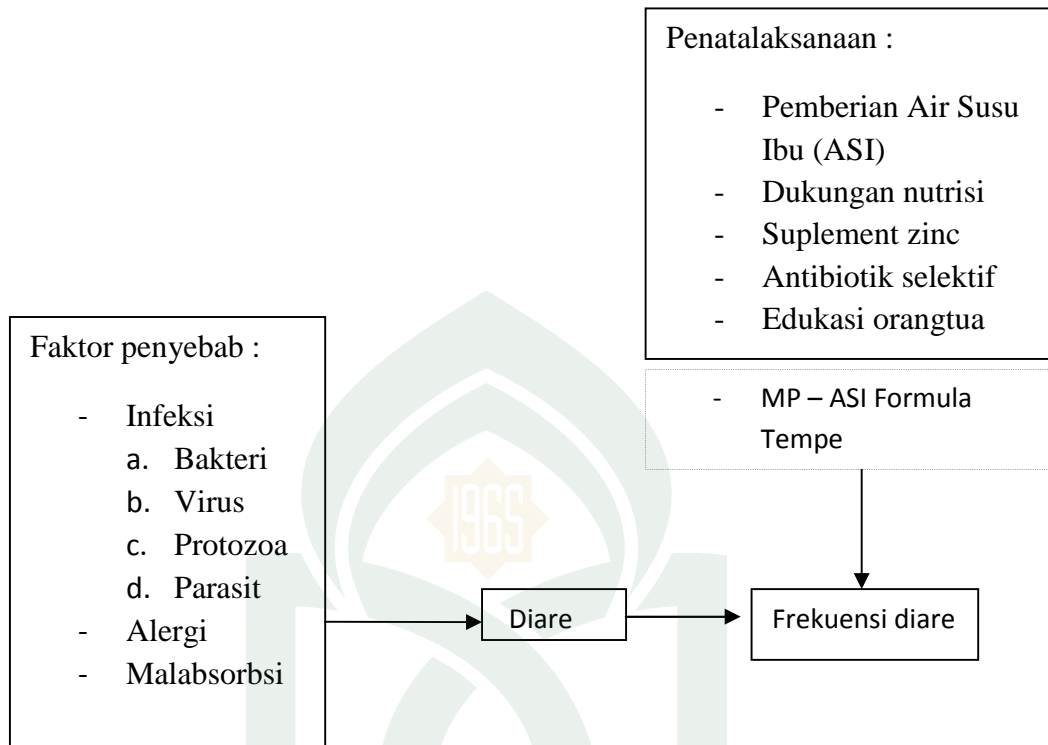 Penatalaksanaan :
- Pemberian Air Susu
Ibu (ASI)
- Dukungan nutrisi
- Suplement zinc
- Antibiotik selektif
- Edukasi orangtua
- MP – ASI Formula
Tempe
Faktor penyebab :
- Infeksi
a. Bakteri
b. Virus
c. Protozoa
d. Parasit
- Alergi
- Malabsorbsi
Diare
Frekuensi diare
1965